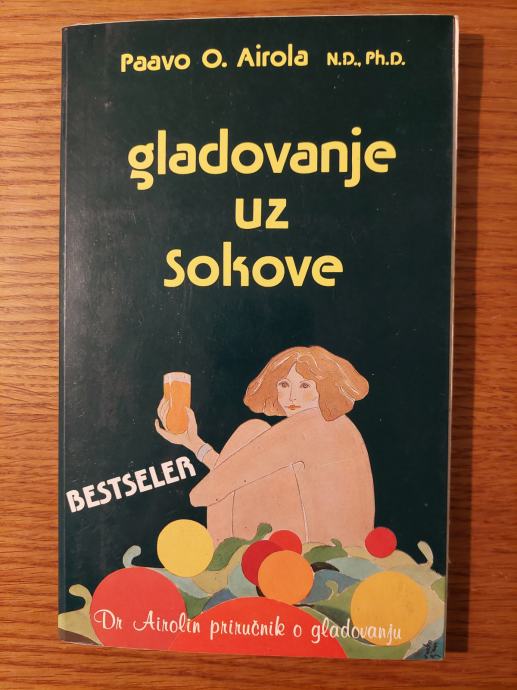 Paavo O. Airola N.D., Ph.D.
gladovanje
uz
sokove
BESTSELER
Dr Airolin priručnik o gladovanju